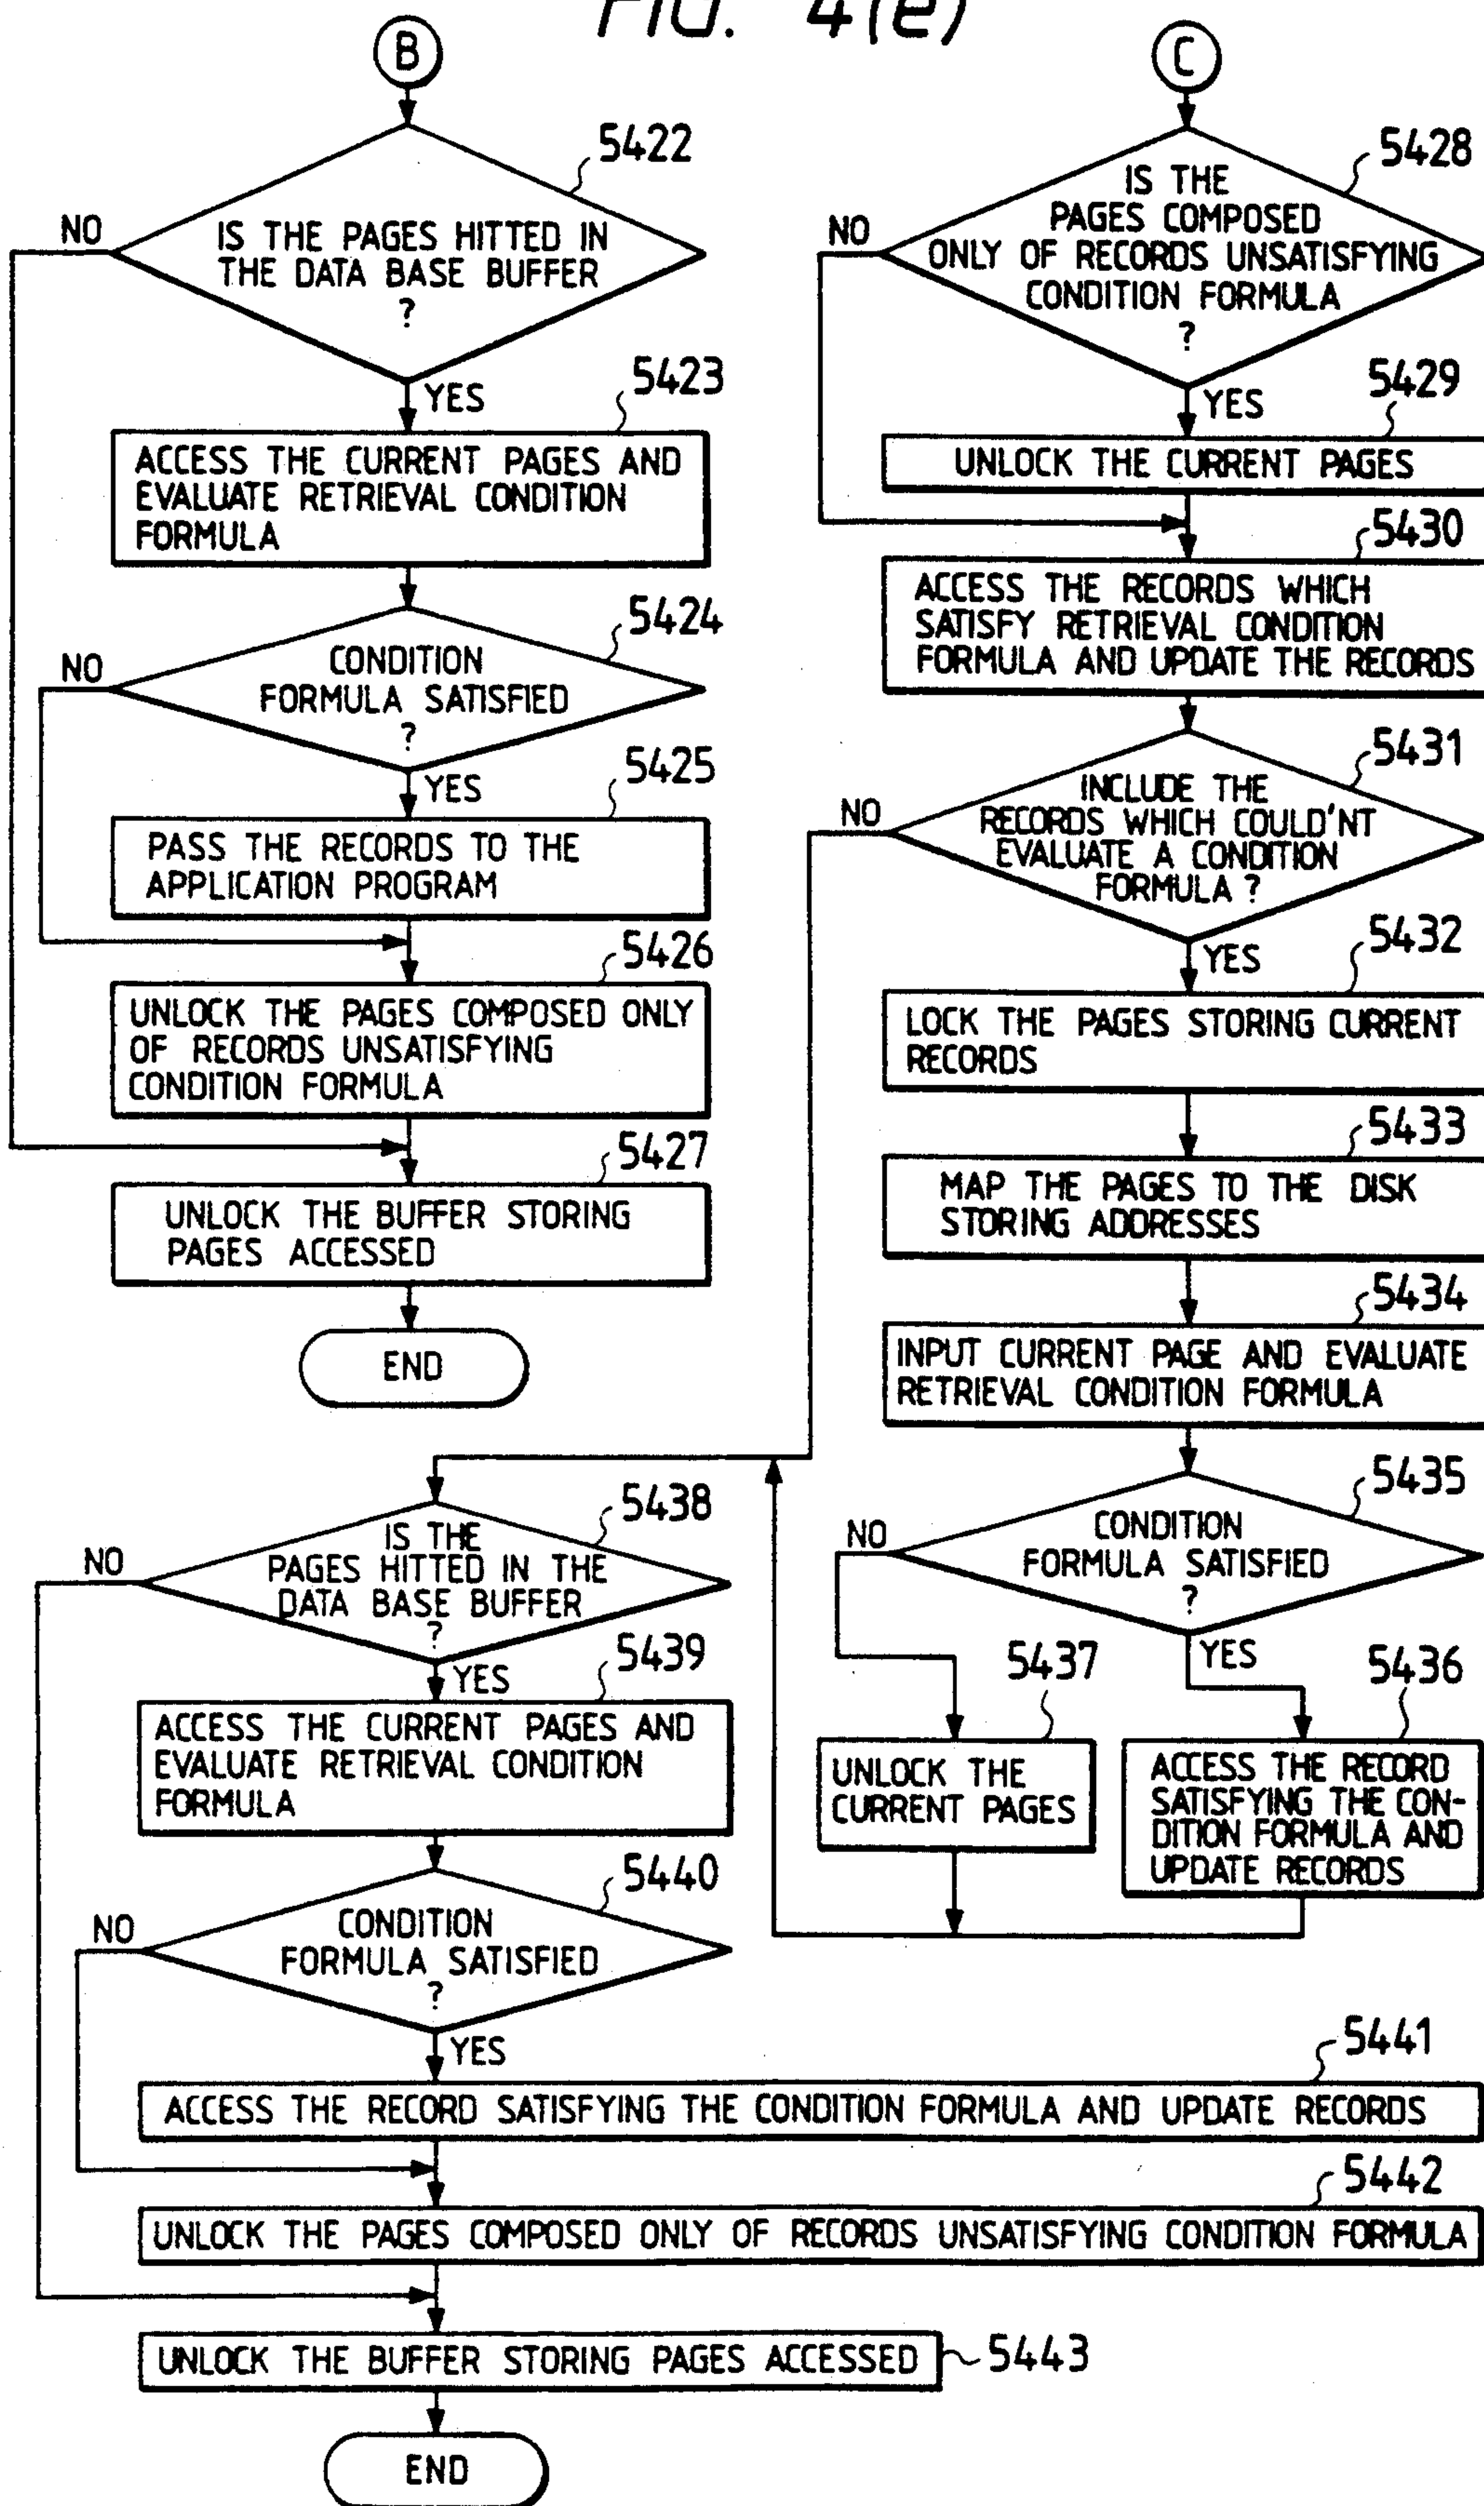 FIG. 4(e)
B
5422
NO
IS THE PAGES HITTED IN
THE DATA BASE BUFFER
?
YES
5423
ACCESS THE CURRENT PAGES AND
EVALUATE RETRIEVAL CONDITION
FORMULA
5424
NO
CONDITION
FORMULA SATISFIED
?
YES
5425
PASS THE RECORDS TO THE
APPLICATION PROGRAM
5426
UNLOCK THE PAGES COMPOSED ONLY
OF RECORDS UNSATISFYING
CONDITION FORMULA
5427
UNLOCK THE BUFFER STORING
PAGES ACCESSED
END
C
5428
NO
IS THE
PAGES COMPOSED
ONLY OF RECORDS UNSATISFYING
CONDITION FORMULA
?
YES
5429
UNLOCK THE CURRENT PAGES
5430
ACCESS THE RECORDS WHICH
SATISFY RETRIEVAL CONDITION
FORMULA AND UPDATE THE RECORDS
5431
NO
INCLUDE THE
RECORDS WHICH COULD'NT
EVALUATE A CONDITION
FORMULA ?
YES
5432
LOCK THE PAGES STORING CURRENT
RECORDS
5433
MAP THE PAGES TO THE DISK
STORING ADDRESSES
5434
INPUT CURRENT PAGE AND EVALUATE
RETRIEVAL CONDITION FORMULA
5435
NO
CONDITION
FORMULA SATISFIED
?
YES
5437
UNLOCK THE
CURRENT PAGES
5436
ACCESS THE RECORD
SATISFYING THE CON-
DITION FORMULA AND
UPDATE RECORDS
5438
NO
IS THE
PAGES HITTED IN THE
DATA BASE BUFFER
?
YES
5439
ACCESS THE CURRENT PAGES AND
EVALUATE RETRIEVAL CONDITION
FORMULA
5440
NO
CONDITION
FORMULA SATISFIED
?
YES
5441
ACCESS THE RECORD SATISFYING THE CONDITION FORMULA AND UPDATE RECORDS
5442
UNLOCK THE PAGES COMPOSED ONLY OF RECORDS UNSATISFYING CONDITION FORMULA
UNLOCK THE BUFFER STORING PAGES ACCESSED
5443
END